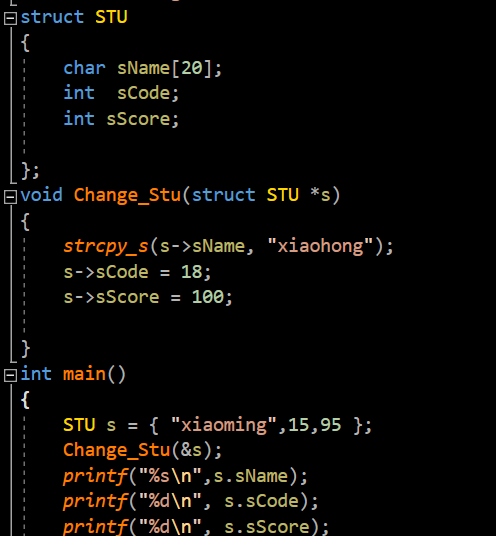 struct STU
{
    char sName[20];
    int  sCode;
    int sScore;
};
void Change_Stu(struct STU *s)
{
    strcpy_s(s->sName, "xiaohong");
    s->sCode = 18;
    s->sScore = 100;
}
int main()
{
    STU s = { "xiaoming",15,95 };
    Change_Stu(&s);
    printf("%s\n",s.sName);
    printf("%d\n", s.sCode);
    printf("%d\n", s.sScore);